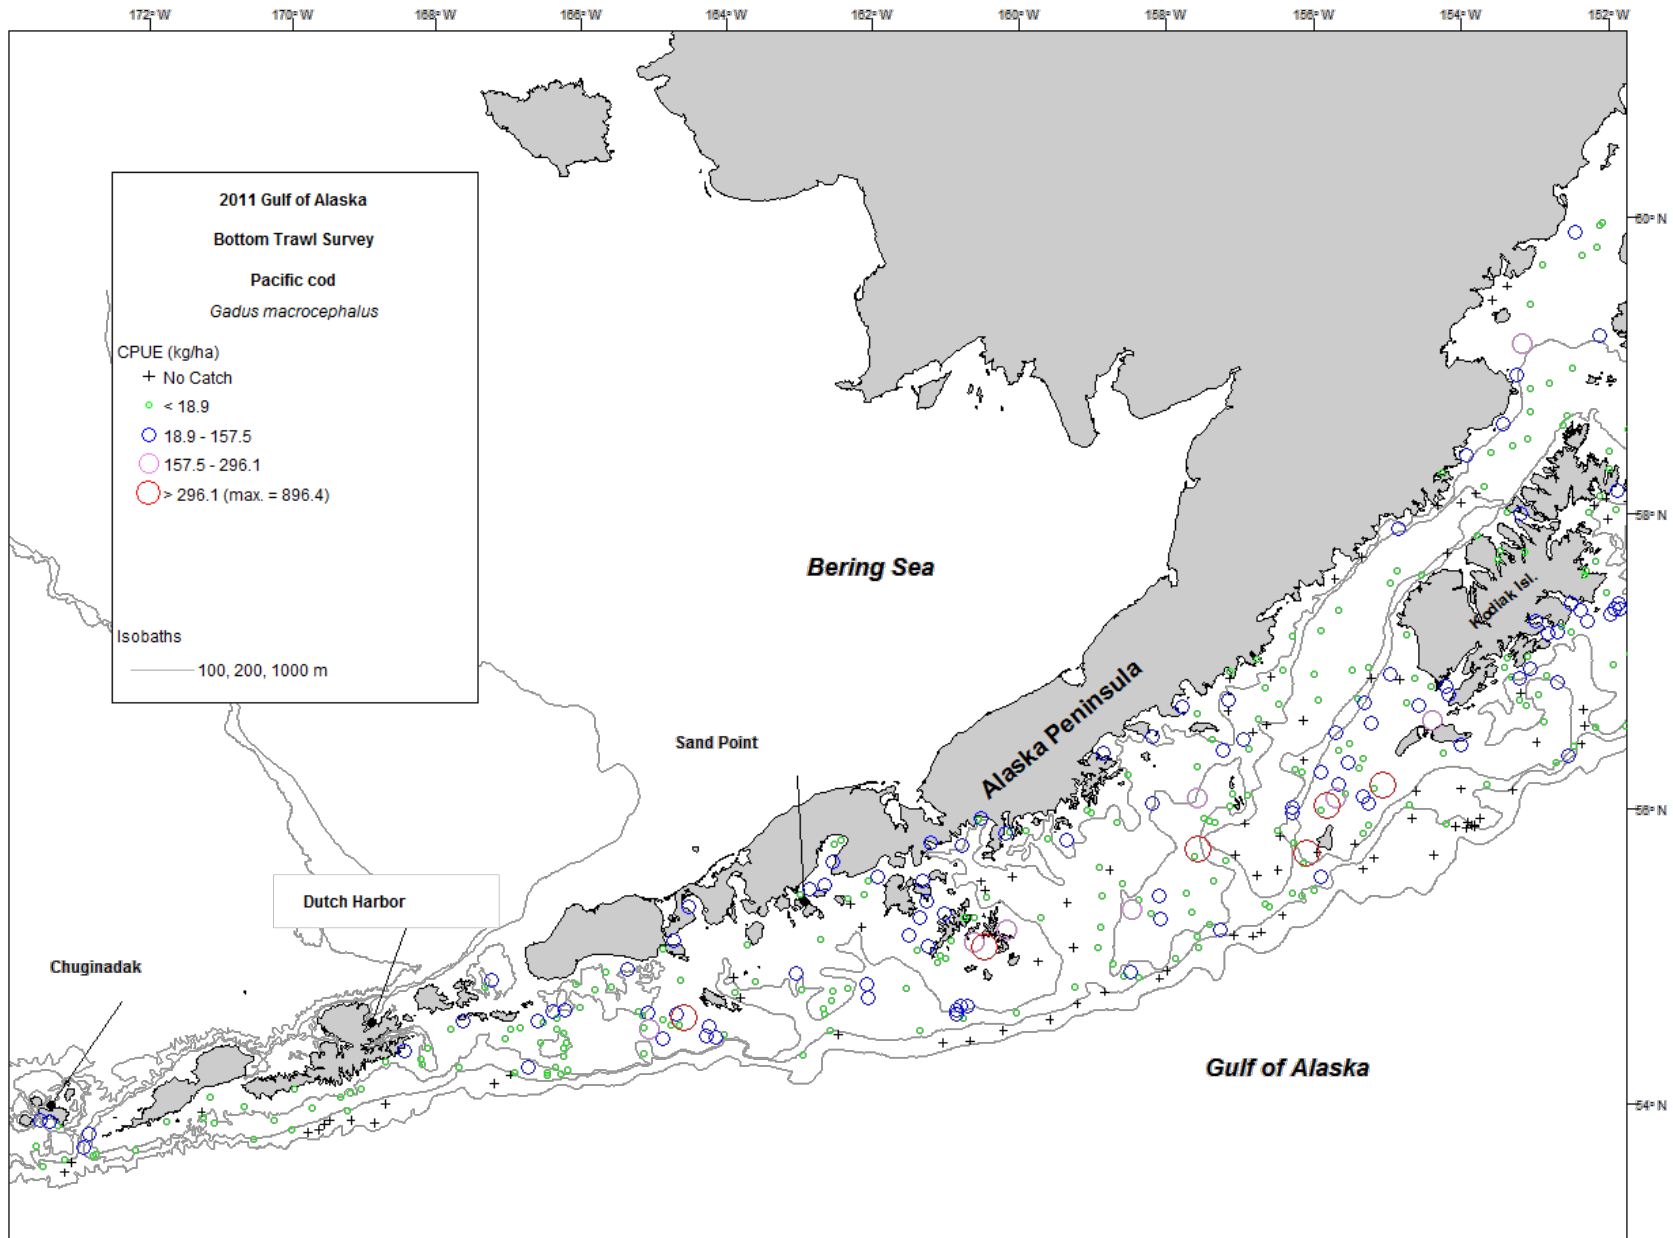 172° W 170° W 168° W 166° W 164° W 162° W 160° W 158° W 156° W 154° W 152° W
60° N
2011 Gulf of Alaska
Bottom Trawl Survey
Pacific cod
Gadus macrocephalus
CPUE (kg/ha)
+ No Catch
< 18.9
18.9 - 157.5
157.5 - 296.1
> 296.1 (max. = 896.4)
58° N
Bering Sea
Kodiak Isl.
Isobaths
100, 200, 1000 m
Alaska Peninsula
Sand Point
56° N
Dutch Harbor
Chuginadak
Gulf of Alaska
54° N